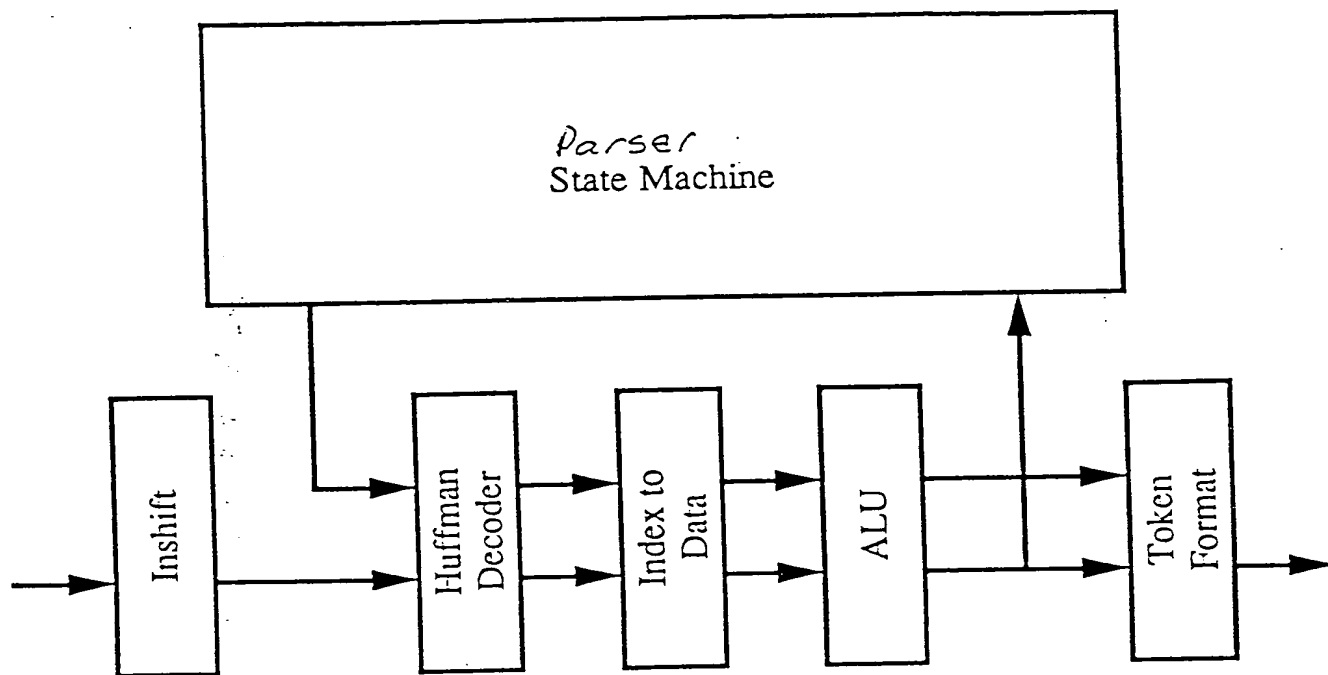 Parser
State Machine
Inshift
Huffman
Decoder
Index to
Data
ALU
Token
Format